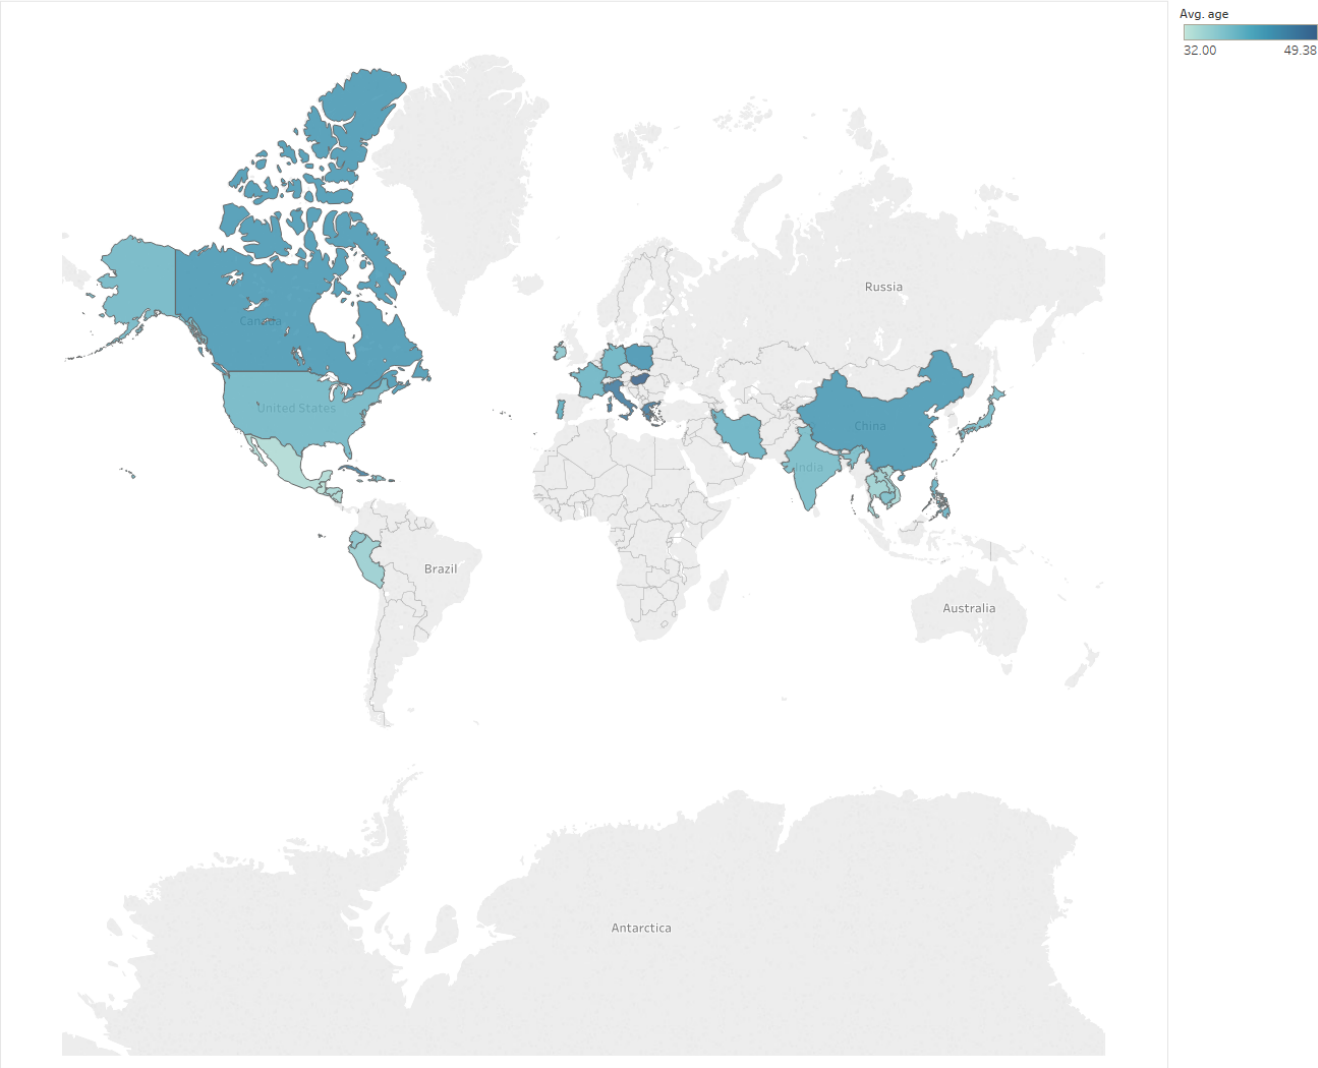 Avg. age
32.00 49.38
Russia
Canada
United States
China
India
Brazil
Australia
Antarctica